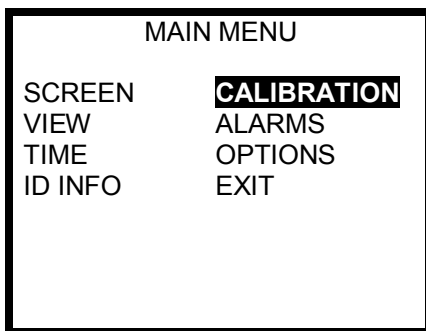 MAIN MENU
SCREEN CALIBRATION
VIEW ALARMS
TIME OPTIONS
ID INFO EXIT